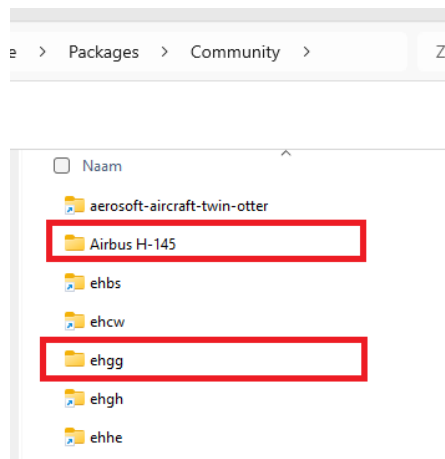 e > Packages > Community > Z
Naam
aerosoft-aircraft-twin-otter
Airbus H-145
ehbs
ehcw
ehgg
ehgh
ehhe